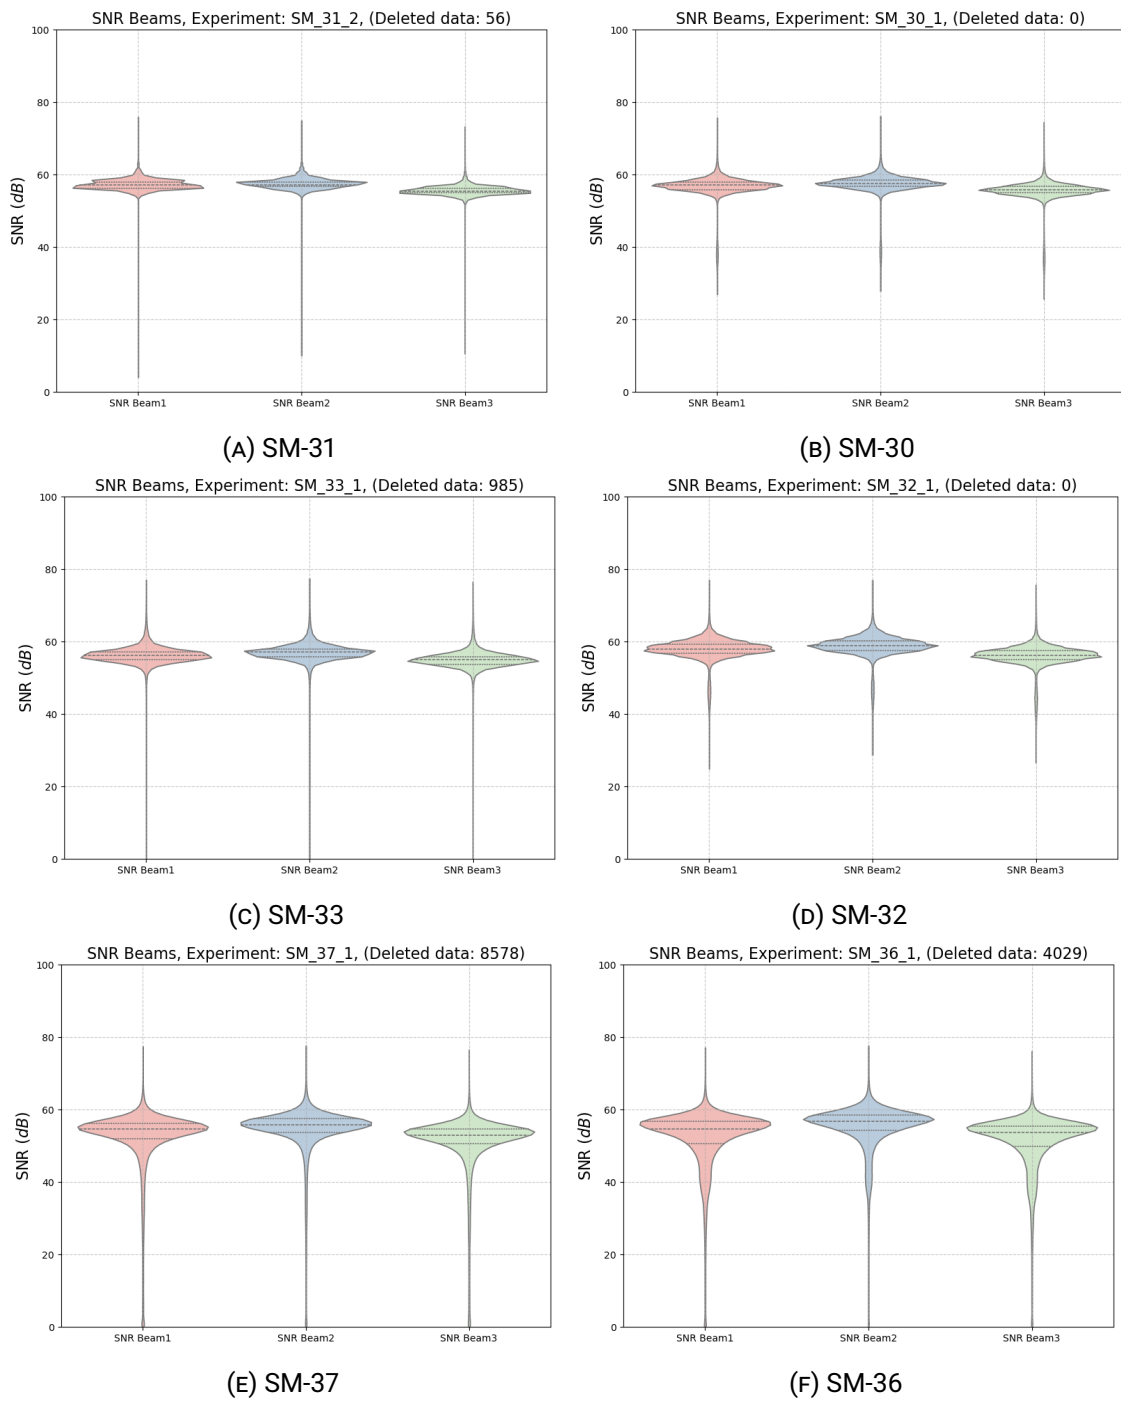 SNR Beams, Experiment: SM_31_2, (Deleted data: 56)
100
80
60
40
20
0
SNR (dB)
SNR Beam1 SNR Beam2 SNR Beam3
(A) SM-31
SNR Beams, Experiment: SM_30_1, (Deleted data: 0)
100
80
60
40
20
0
SNR (dB)
SNR Beam1 SNR Beam2 SNR Beam3
(B) SM-30
SNR Beams, Experiment: SM_33_1, (Deleted data: 985)
100
80
60
40
20
0
SNR (dB)
SNR Beam1 SNR Beam2 SNR Beam3
(C) SM-33
SNR Beams, Experiment: SM_32_1, (Deleted data: 0)
100
80
60
40
20
0
SNR (dB)
SNR Beam1 SNR Beam2 SNR Beam3
(D) SM-32
SNR Beams, Experiment: SM_37_1, (Deleted data: 8578)
100
80
60
40
20
0
SNR (dB)
SNR Beam1 SNR Beam2 SNR Beam3
(E) SM-37
SNR Beams, Experiment: SM_36_1, (Deleted data: 4029)
100
80
60
40
20
0
SNR (dB)
SNR Beam1 SNR Beam2 SNR Beam3
(F) SM-36